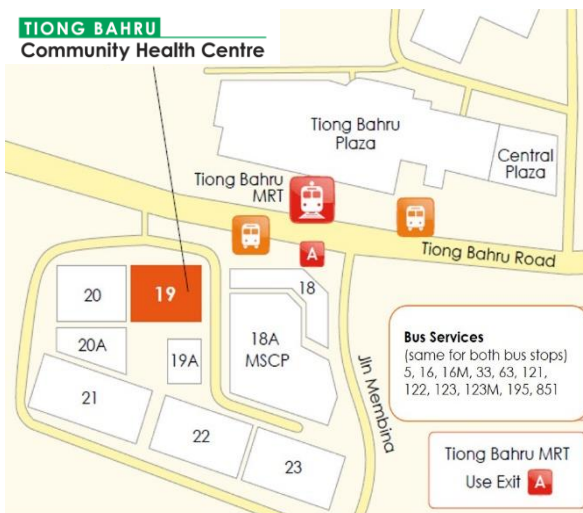 TIONG BAHRU
Community Health Centre
Tiong Bahru
Plaza
Central
Plaza
Tiong Bahru
MRT
A
Tiong Bahru Road
20
19
18
20A
19A
18A
MSCP
21
22
23
Jln Membina
Bus Services
(same for both bus stops)
5, 16, 16M, 33, 63, 121,
122, 123, 123M, 195, 851
Tiong Bahru MRT
Use Exit A